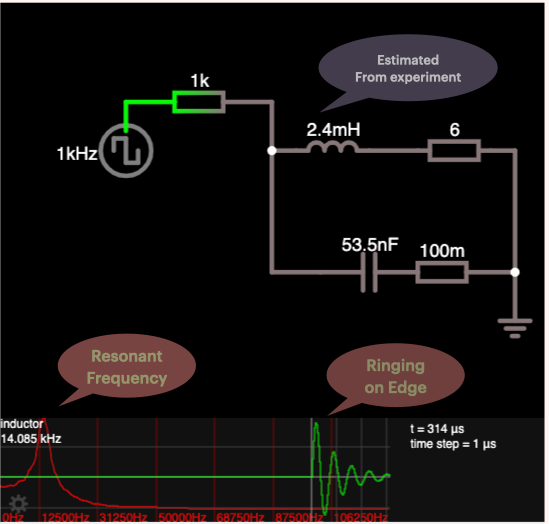 Estimated
From experiment
1k
2.4mH
6
1kHz
53.5nF
100m
Resonant
Frequency
Ringing
on Edge
inductor
14.085 kHz
t = 314 µs
time step = 1 µs
0Hz 12500Hz 31250Hz 50000Hz 68750Hz 87500Hz 106250Hz